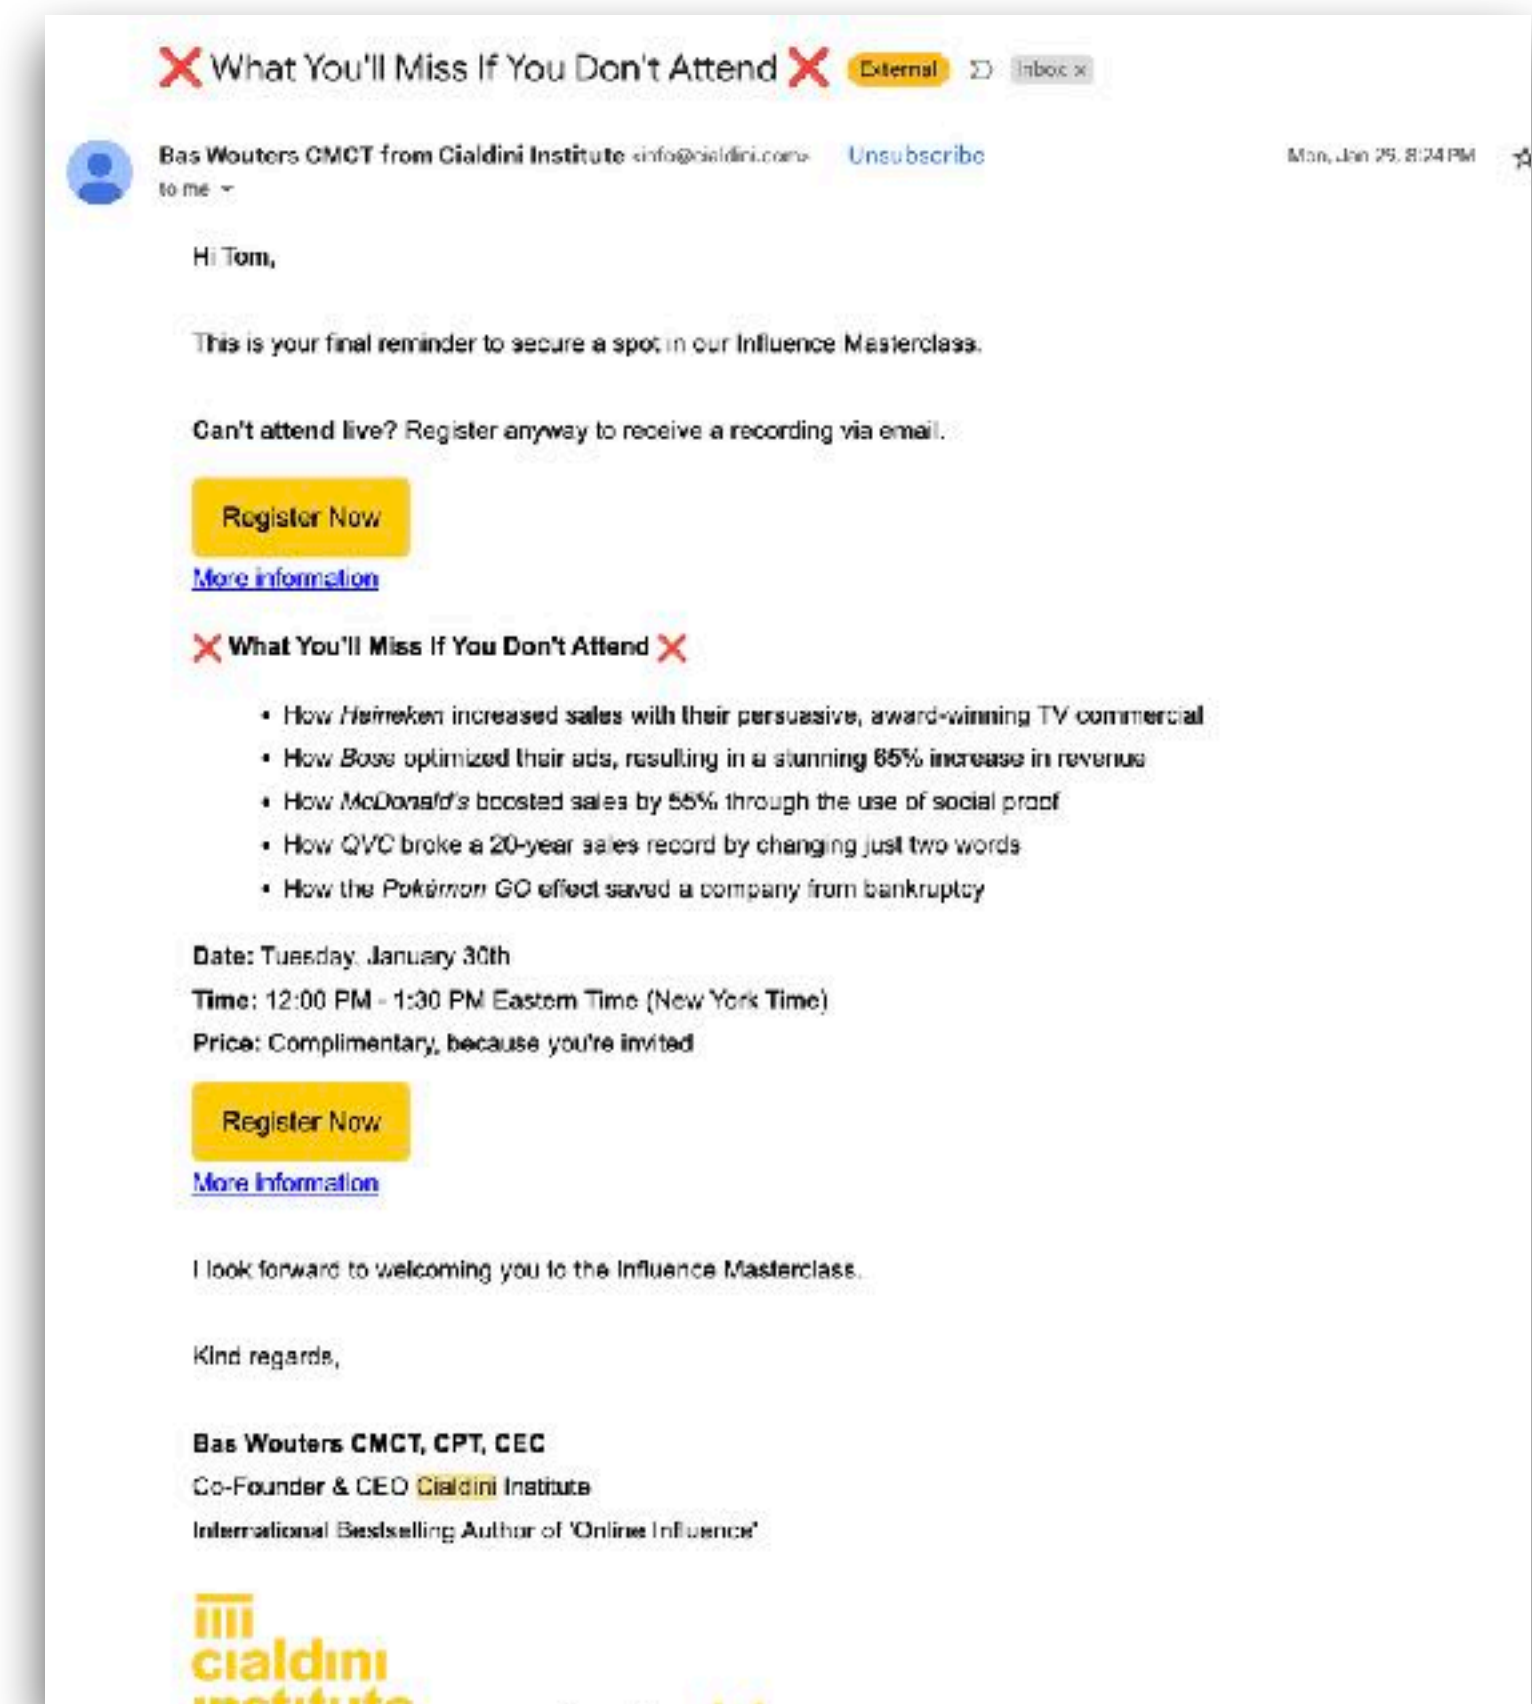 ❌ What You'll Miss If You Don't Attend ❌ External Inbox x
Bas Wouters CMCT from Cialdini Institute <info@cialdini.com> Unsubscribe Mon, Jan 29, 8:24 PM
to me
Hi Tom,
This is your final reminder to secure a spot in our Influence Masterclass.
Can't attend live? Register anyway to receive a recording via email.
Register Now
More information
❌ What You'll Miss If You Don't Attend ❌
• How Heineken increased sales with their persuasive, award-winning TV commercial
• How Bose optimized their ads, resulting in a stunning 65% increase in revenue
• How McDonald's boosted sales by 55% through the use of social proof
• How QVC broke a 20-year sales record by changing just two words
• How the Pokémon GO effect saved a company from bankruptcy
Date: Tuesday, January 30th
Time: 12:00 PM - 1:30 PM Eastern Time (New York Time)
Price: Complimentary, because you're invited
Register Now
More information
I look forward to welcoming you to the Influence Masterclass.
Kind regards,
Bas Wouters CMCT, CPT, CEC
Co-Founder & CEO Cialdini Institute
International Bestselling Author of 'Online Influence'
cialdini
institute